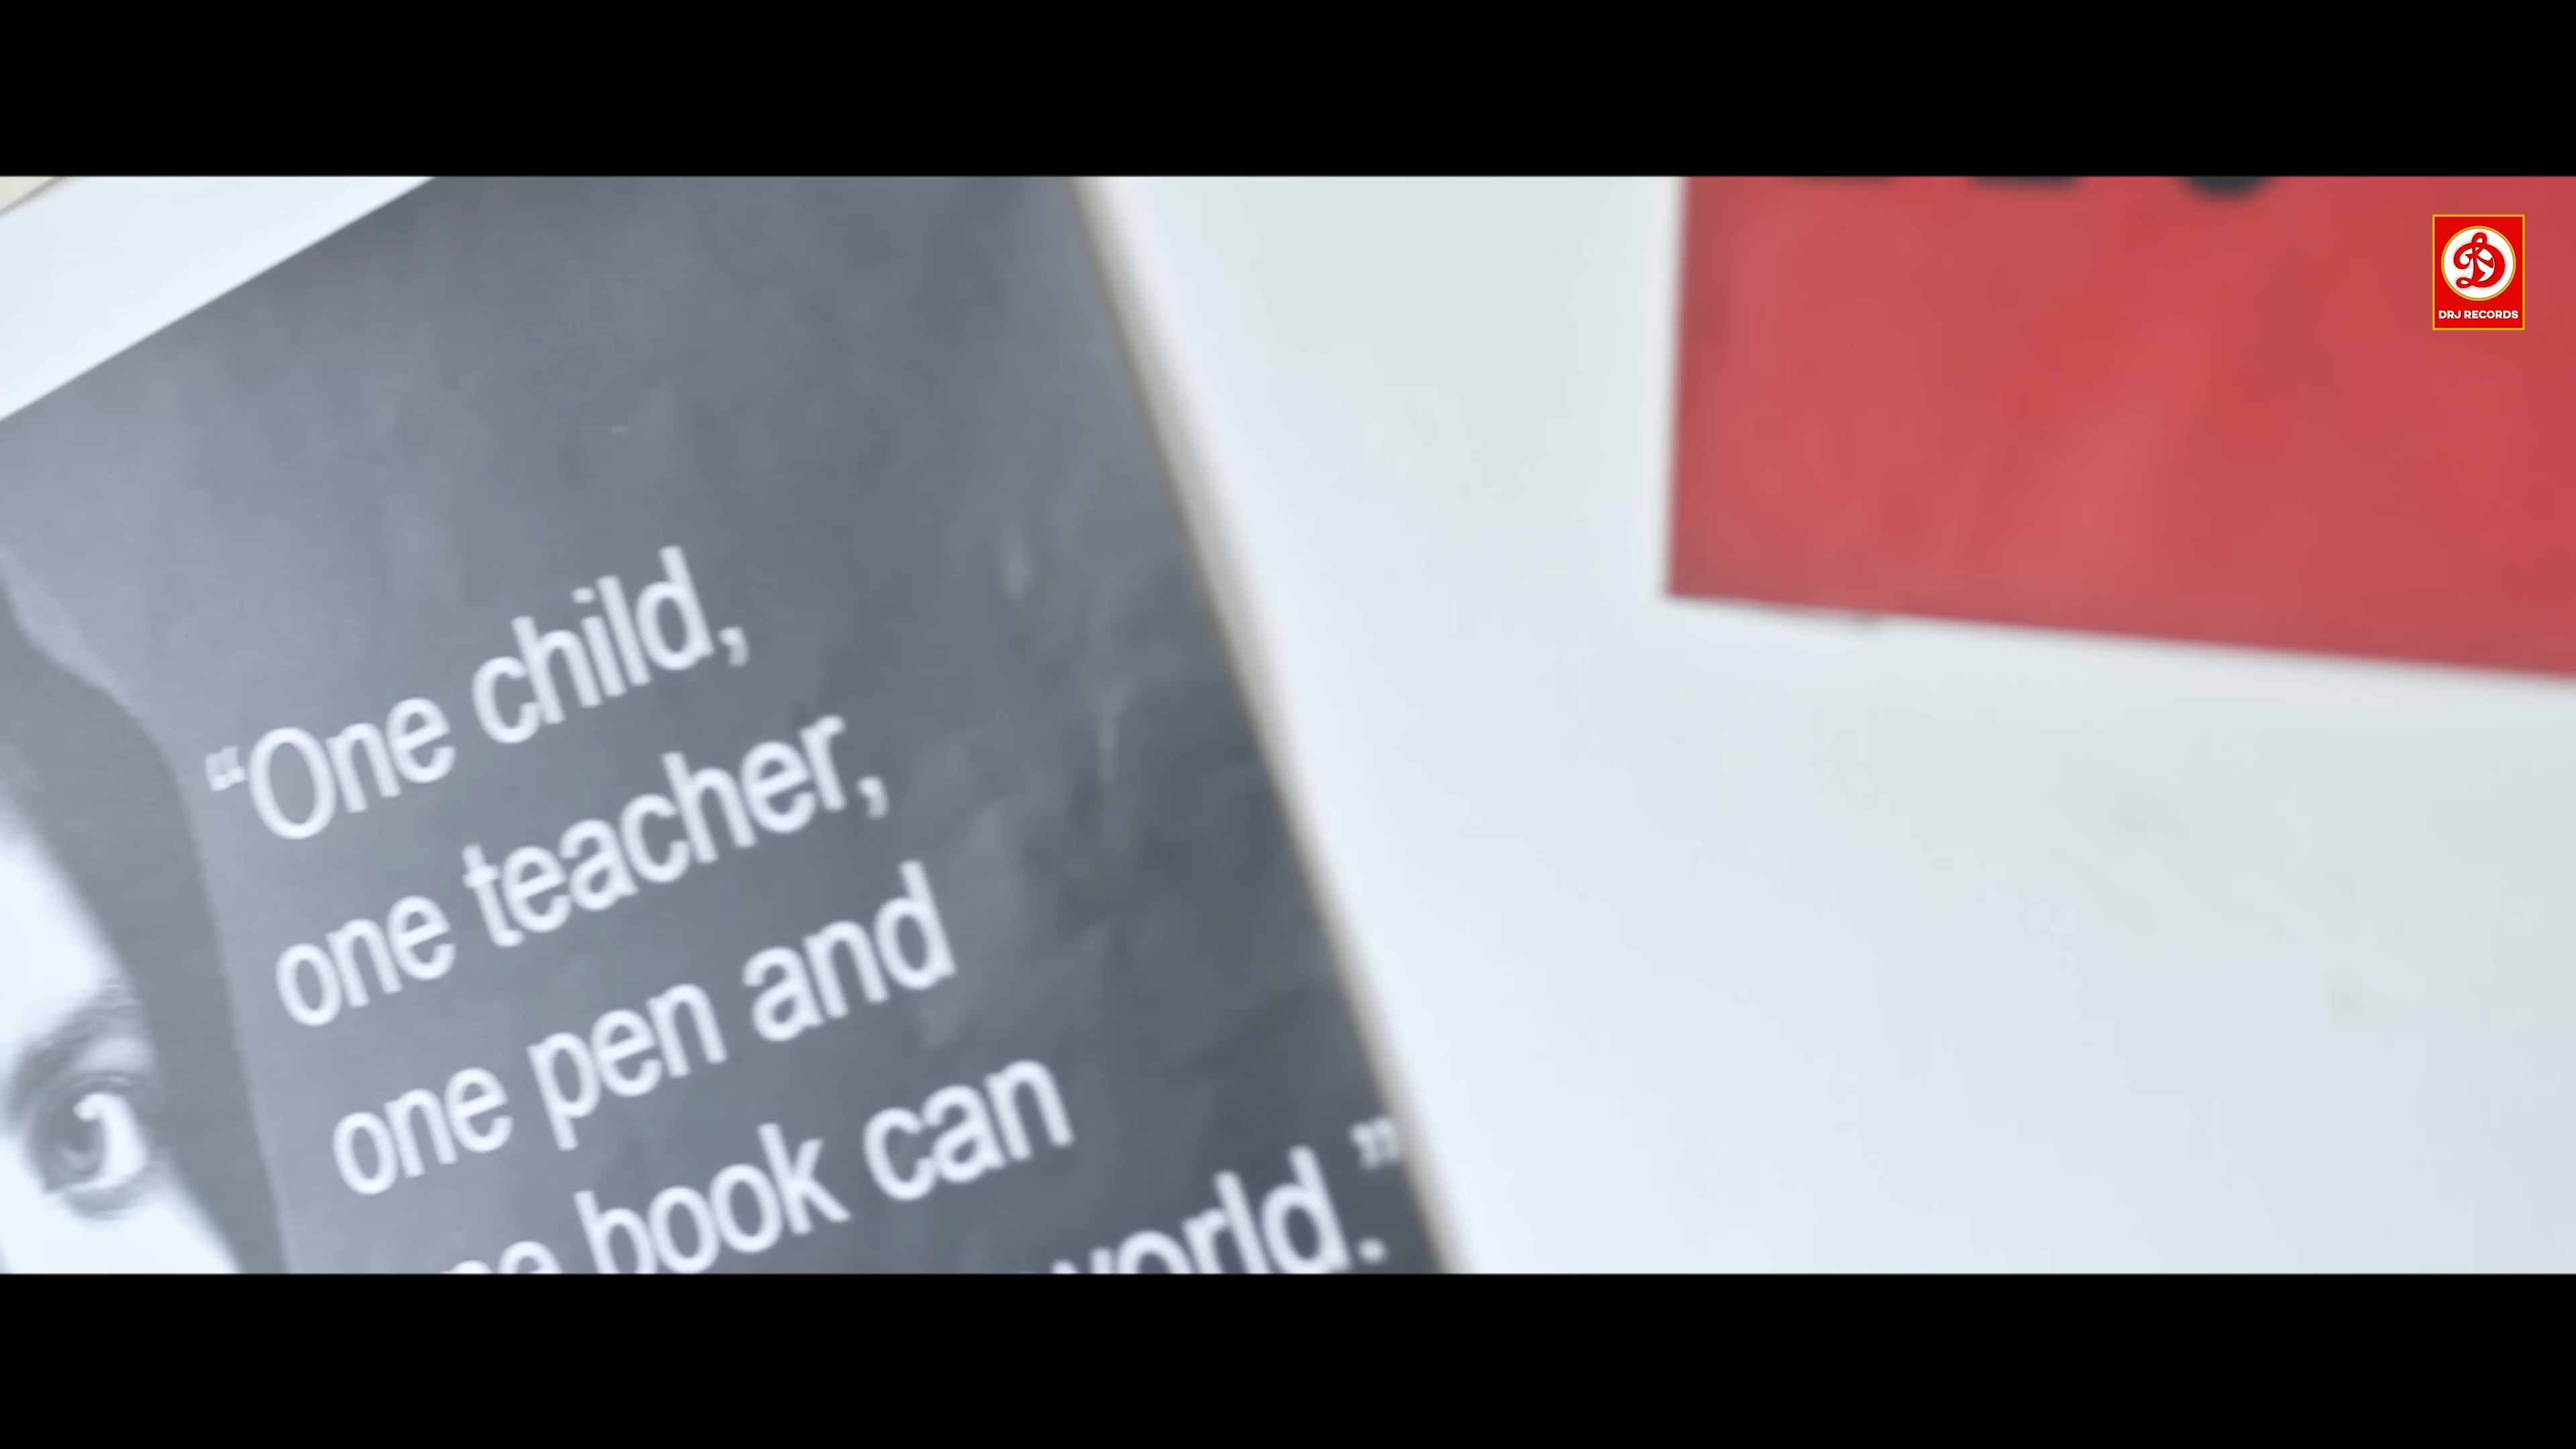 “One child,
one teacher,
one pen and
book can
world.”
DRJ RECORDS